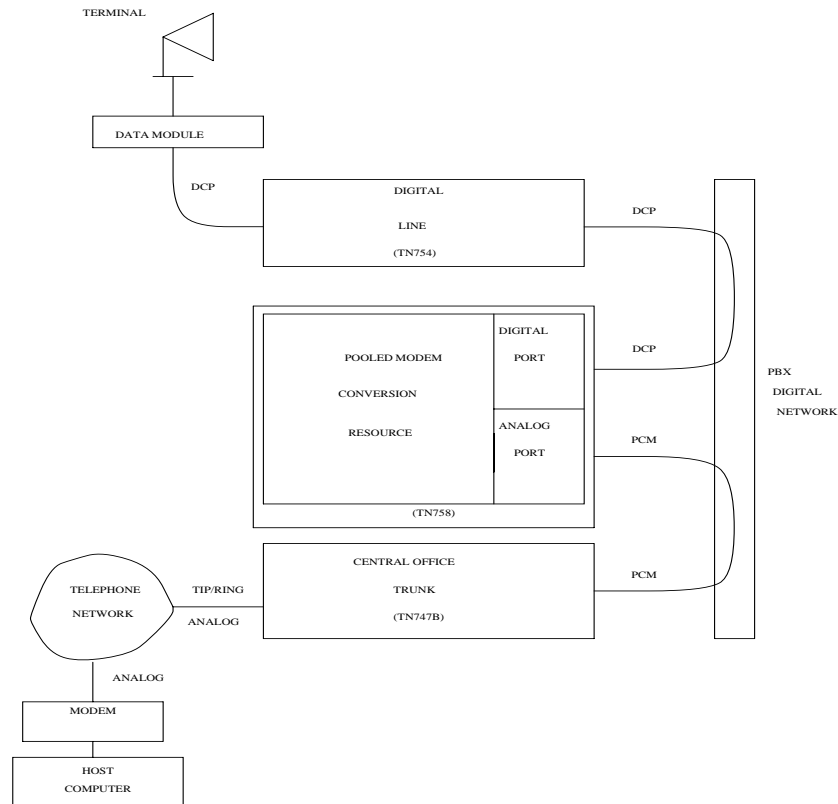 TERMINAL
DATA MODULE
DCP
DIGITAL
LINE
(TN754)
DCP
POOLED MODEM
CONVERSION
RESOURCE
DIGITAL
PORT
ANALOG
PORT
(TN758)
DCP
PCM
PBX
DIGITAL
NETWORK
CENTRAL OFFICE
TRUNK
(TN747B)
PCM
TELEPHONE
NETWORK
TIP/RING
ANALOG
ANALOG
MODEM
HOST
COMPUTER